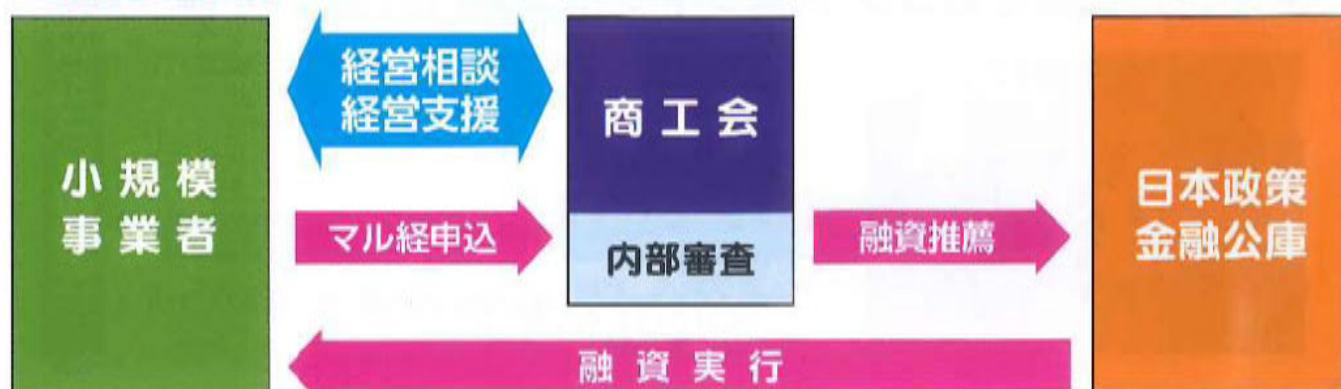 小規模
事業者
経営相談
経営支援
マル経申込
商工会
内部審査
融資推薦
日本政策
金融公庫
融資実行